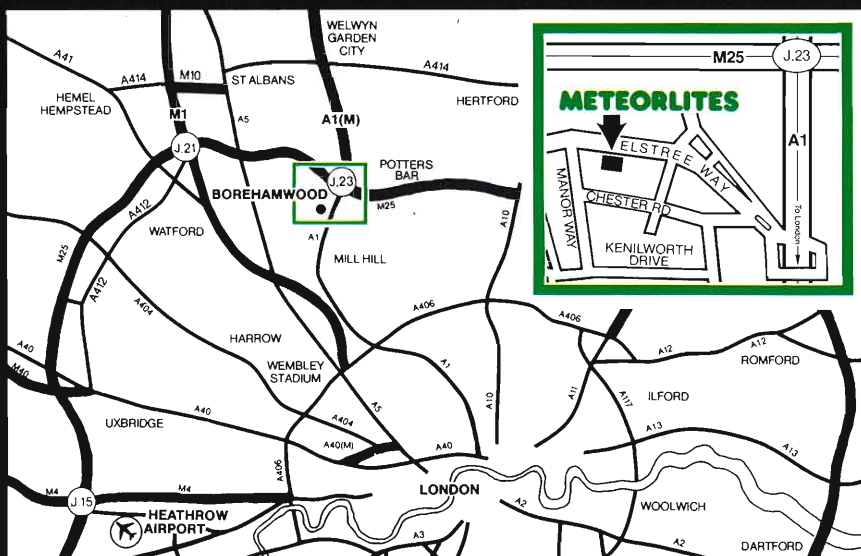 WELWYN
GARDEN
CITY
A41
A414
M10
ST ALBANS
A414
HEMEL
HEMPSTEAD
M1
A5
A1(M)
HERTFORD
J.21
BOREHAMWOOD
J.23
POTTERS
BAR
M25
A412
WATFORD
A1
A10
M25
MILL HILL
A412
A404
A406
A406
HARROW
A40
M40
WEMBLEY
STADIUM
A1
A12
A12
ROMFORD
A5
A10
A11
A117
ILFORD
UXBRIDGE
A40
A404
A40(M)
A40
A13
A13
A406
M4
J.15
M4
LONDON
HEATHROW
AIRPORT
A2
WOOLWICH
A3
A2
DARTFORD
M25
J.23
METEORLITES
A1
ELSTREE WAY
MANOR WAY
CHESTER RD
KENILWORTH
DRIVE
To London